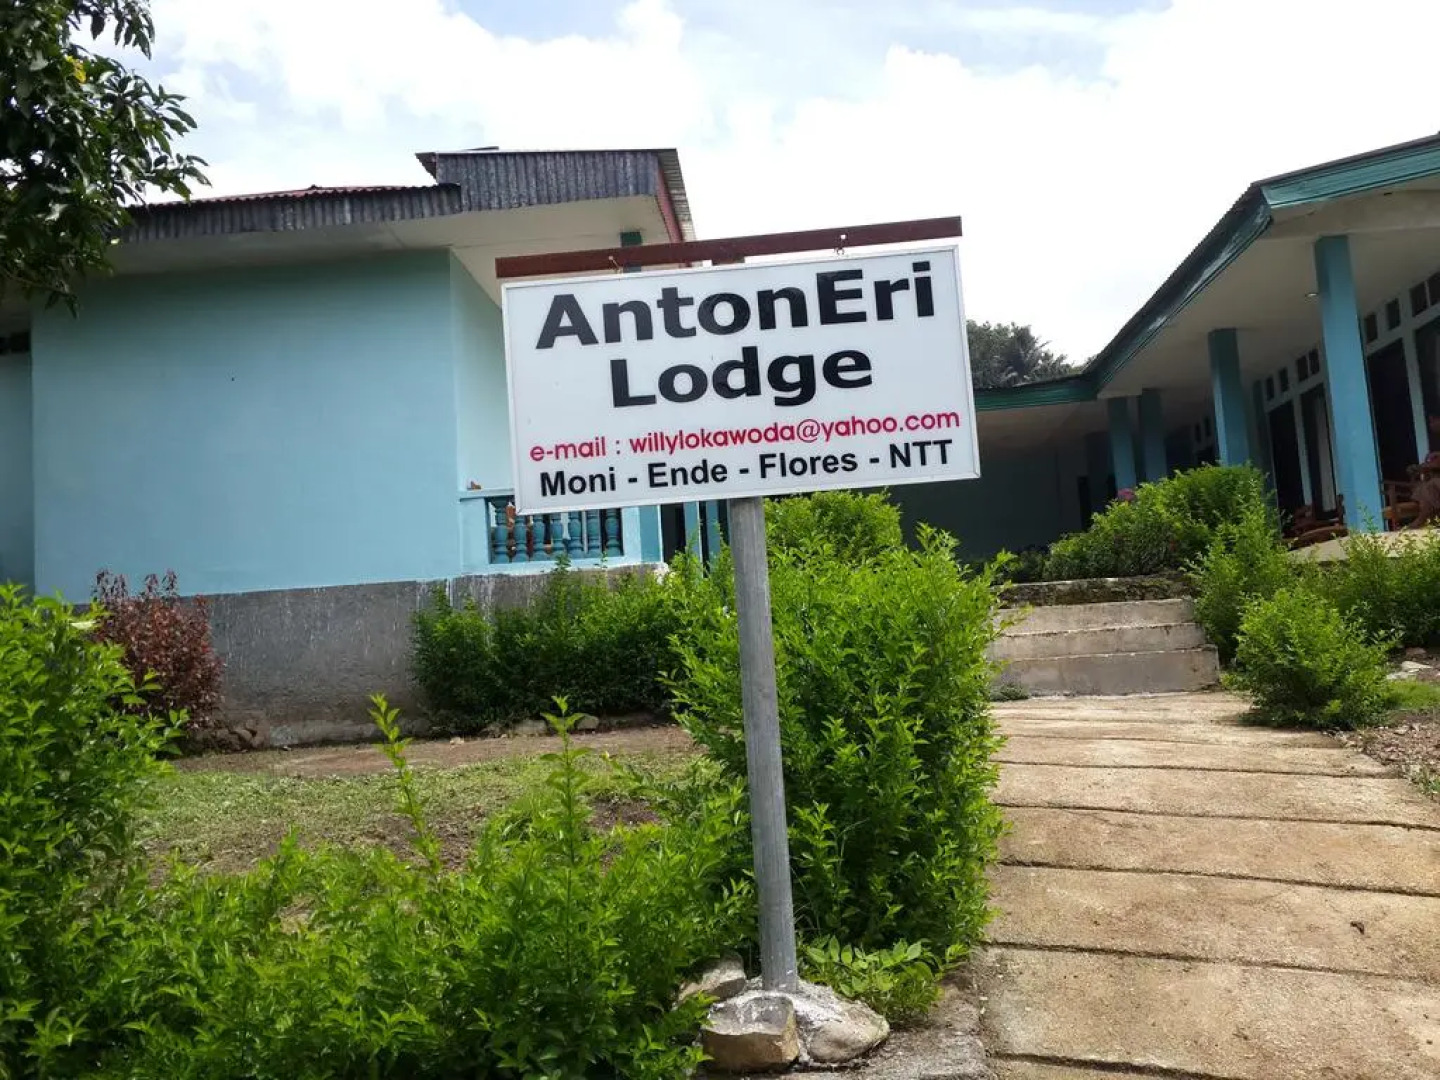 AntonEri
Lodge
e-mail : willylokawoda@yahoo.com
Moni - Ende - Flores - NTT